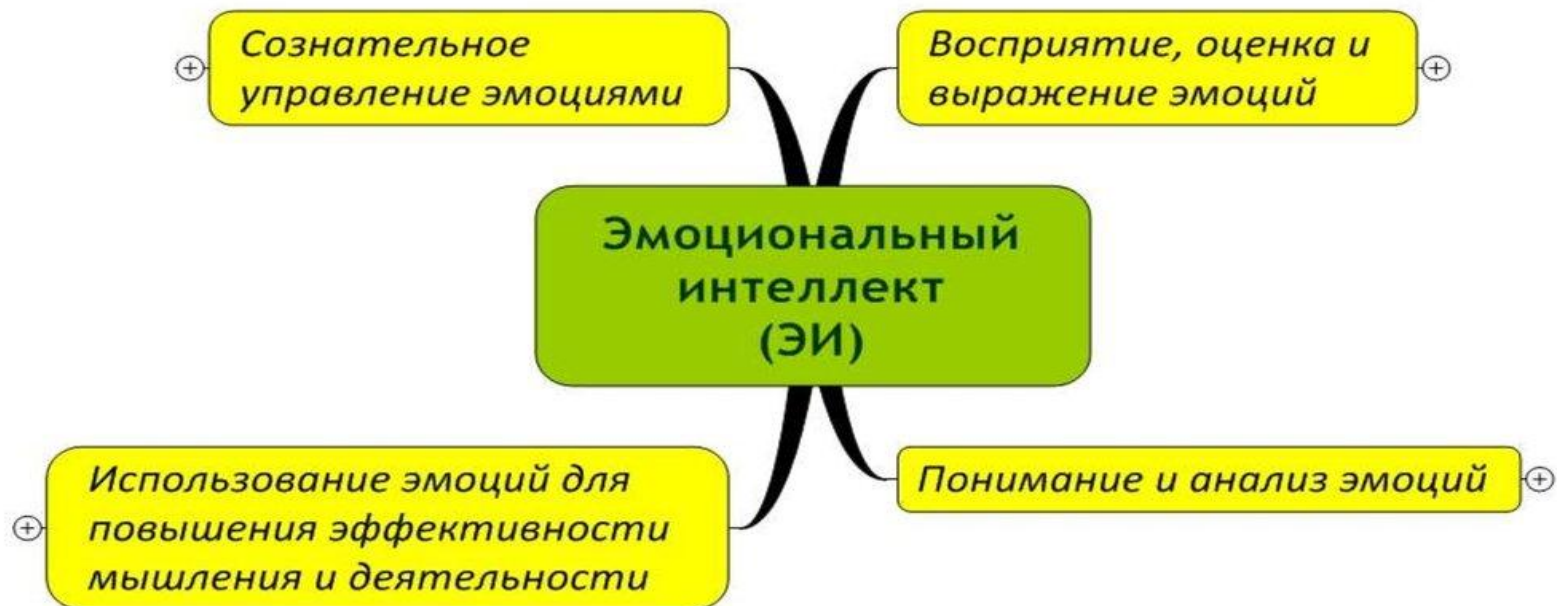 Сознательное
управление эмоциями
Восприятие, оценка и
выражение эмоций
Эмоциональный
интеллект
(ЭИ)
Использование эмоций для
повышения эффективности
мышления и деятельности
Понимание и анализ эмоций